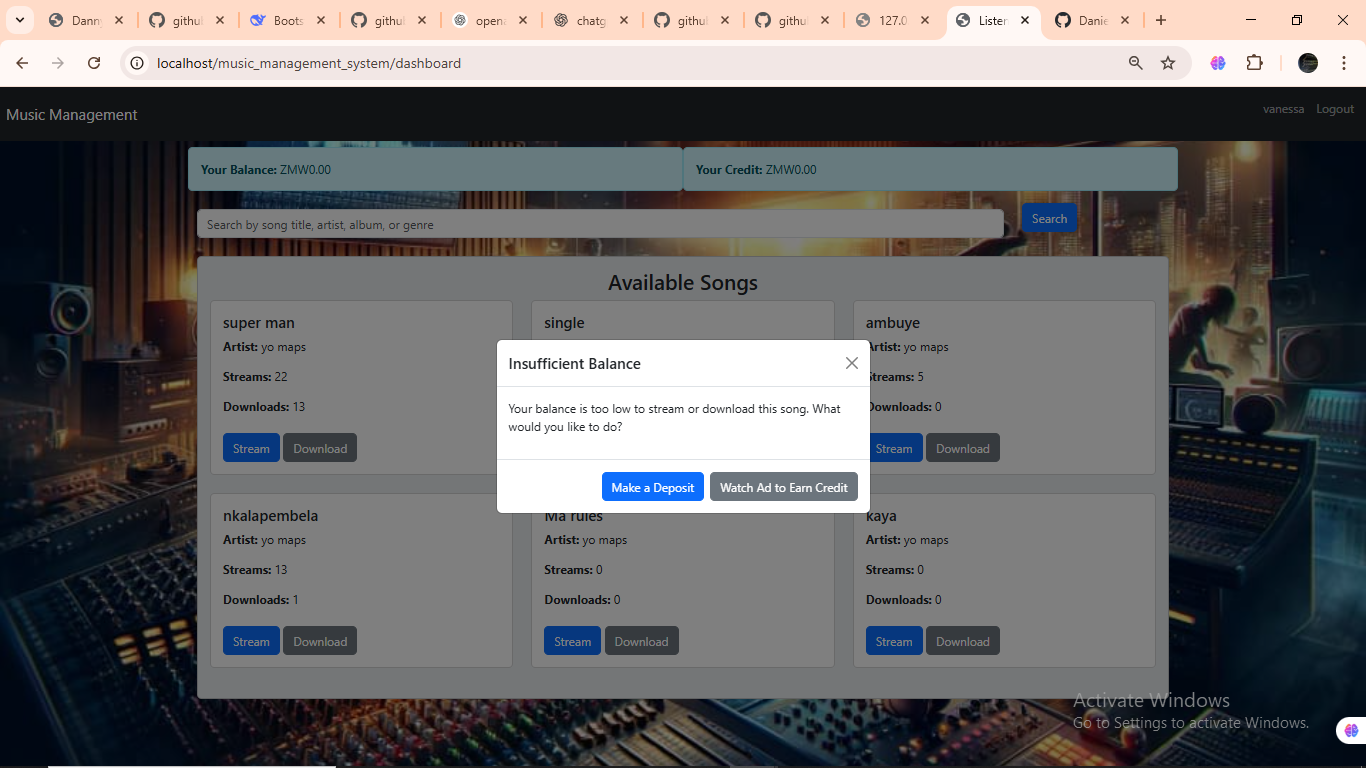 Danny
githu
Boots
githu
open
chatg
githu
githu
127.0
Listen
Danie
localhost/music_management_system/dashboard
Music Management
vanessa Logout
Your Balance: ZMW0.00
Your Credit: ZMW0.00
Search by song title, artist, album, or genre
Search
Available Songs
super man
Artist: yo maps
Streams: 22
Downloads: 13
Stream Download
single
ambuye
Artist: yo maps
Streams: 5
Downloads: 0
Stream Download
Insufficient Balance
Your balance is too low to stream or download this song. What
would you like to do?
Make a Deposit Watch Ad to Earn Credit
nkalapembela
Artist: yo maps
Streams: 13
Downloads: 1
Stream Download
Ma rules
Artist: yo maps
Streams: 0
Downloads: 0
Stream Download
kaya
Artist: yo maps
Streams: 0
Downloads: 0
Stream Download
Activate Windows
Go to Settings to activate Windows.